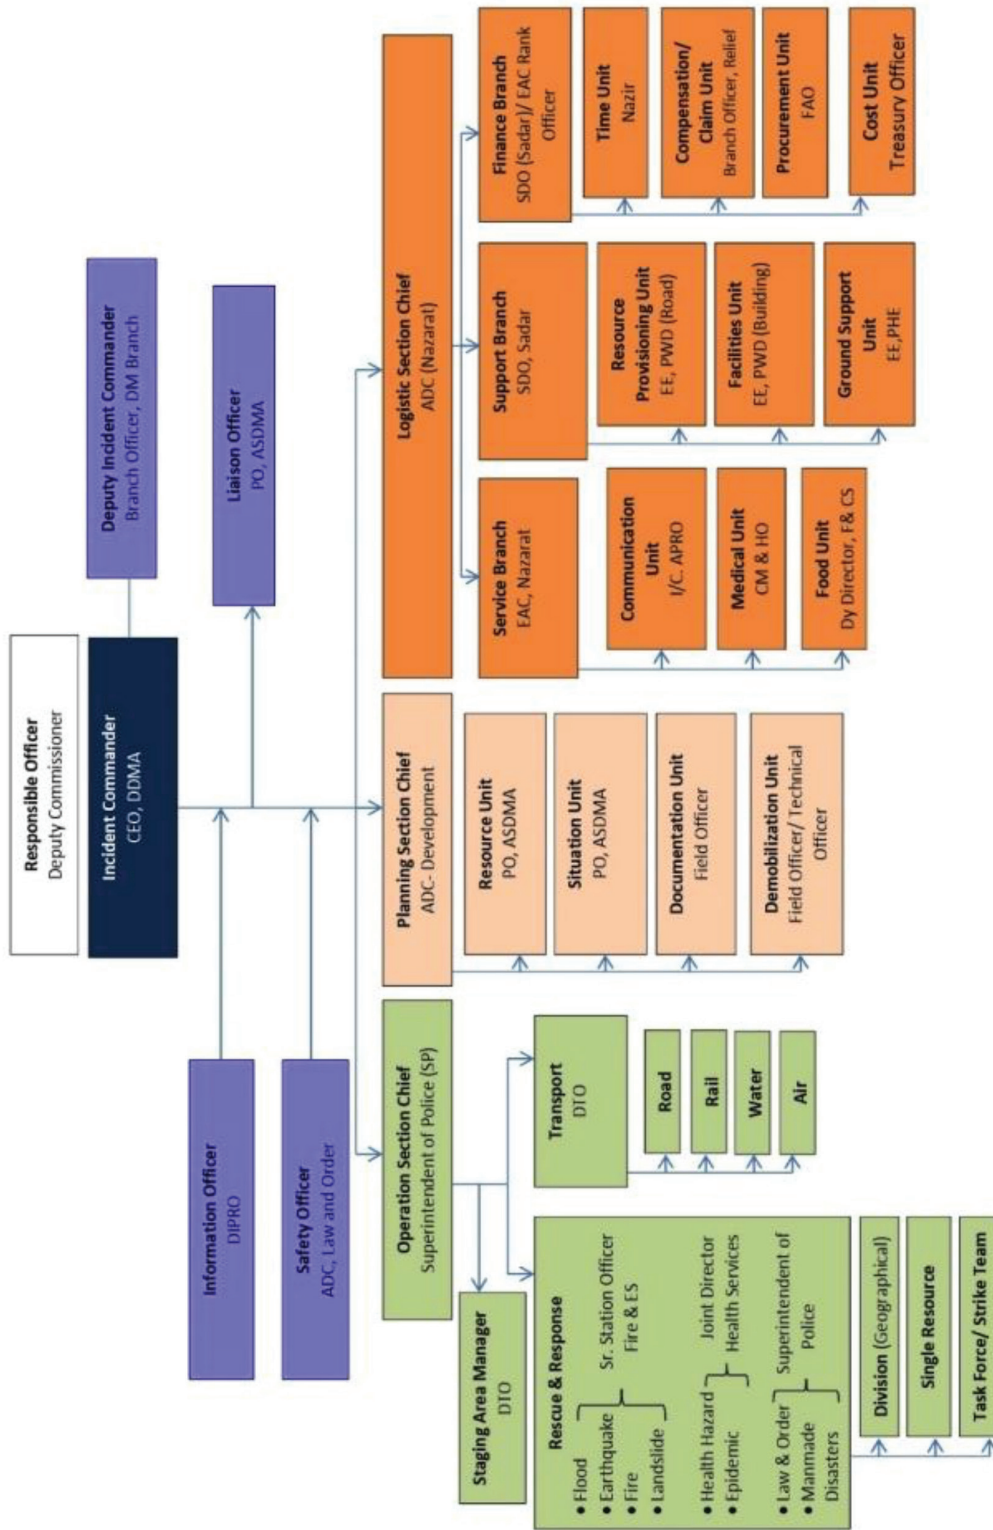 Responsible Officer
Deputy Commissioner
Incident Commander
CEO, DDMA
Deputy Incident Commander
Branch Officer, DM Branch
Information Officer
DIPRO
Liaison Officer
PO, ASDMA
Safety Officer
ADC, Law and Order
Operation Section Chief
Superintendent of Police (SP)
Staging Area Manager
DTO
Rescue & Response
• Flood
• Earthquake
• Fire
• Landslide
Sr. Station Officer
Fire & ES
• Health Hazard
• Epidemic
Joint Director
Health Services
• Law & Order
• Manmade
Disasters
Superintendent of
Police
Division (Geographical)
Single Resource
Task Force/ Strike Team
Transport
DTO
Road
Rail
Water
Air
Planning Section Chief
ADC- Development
Resource Unit
PO, ASDMA
Situation Unit
PO, ASDMA
Documentation Unit
Field Officer
Demobilization Unit
Field Officer/ Technical
Officer
Logistic Section Chief
ADC (Nazarat)
Service Branch
EAC, Nazarat
Communication
Unit
I/C. APRO
Medical Unit
CM & HO
Food Unit
Dy Director, F& CS
Support Branch
SDO, Sadar
Resource
Provisioning Unit
EE, PWD (Road)
Facilities Unit
EE, PWD (Building)
Ground Support
Unit
EE,PHE
Finance Branch
SDO (Sadar)/ EAC Rank
Officer
Time Unit
Nazir
Compensation/
Claim Unit
Branch Officer, Relief
Procurement Unit
FAO
Cost Unit
Treasury Officer